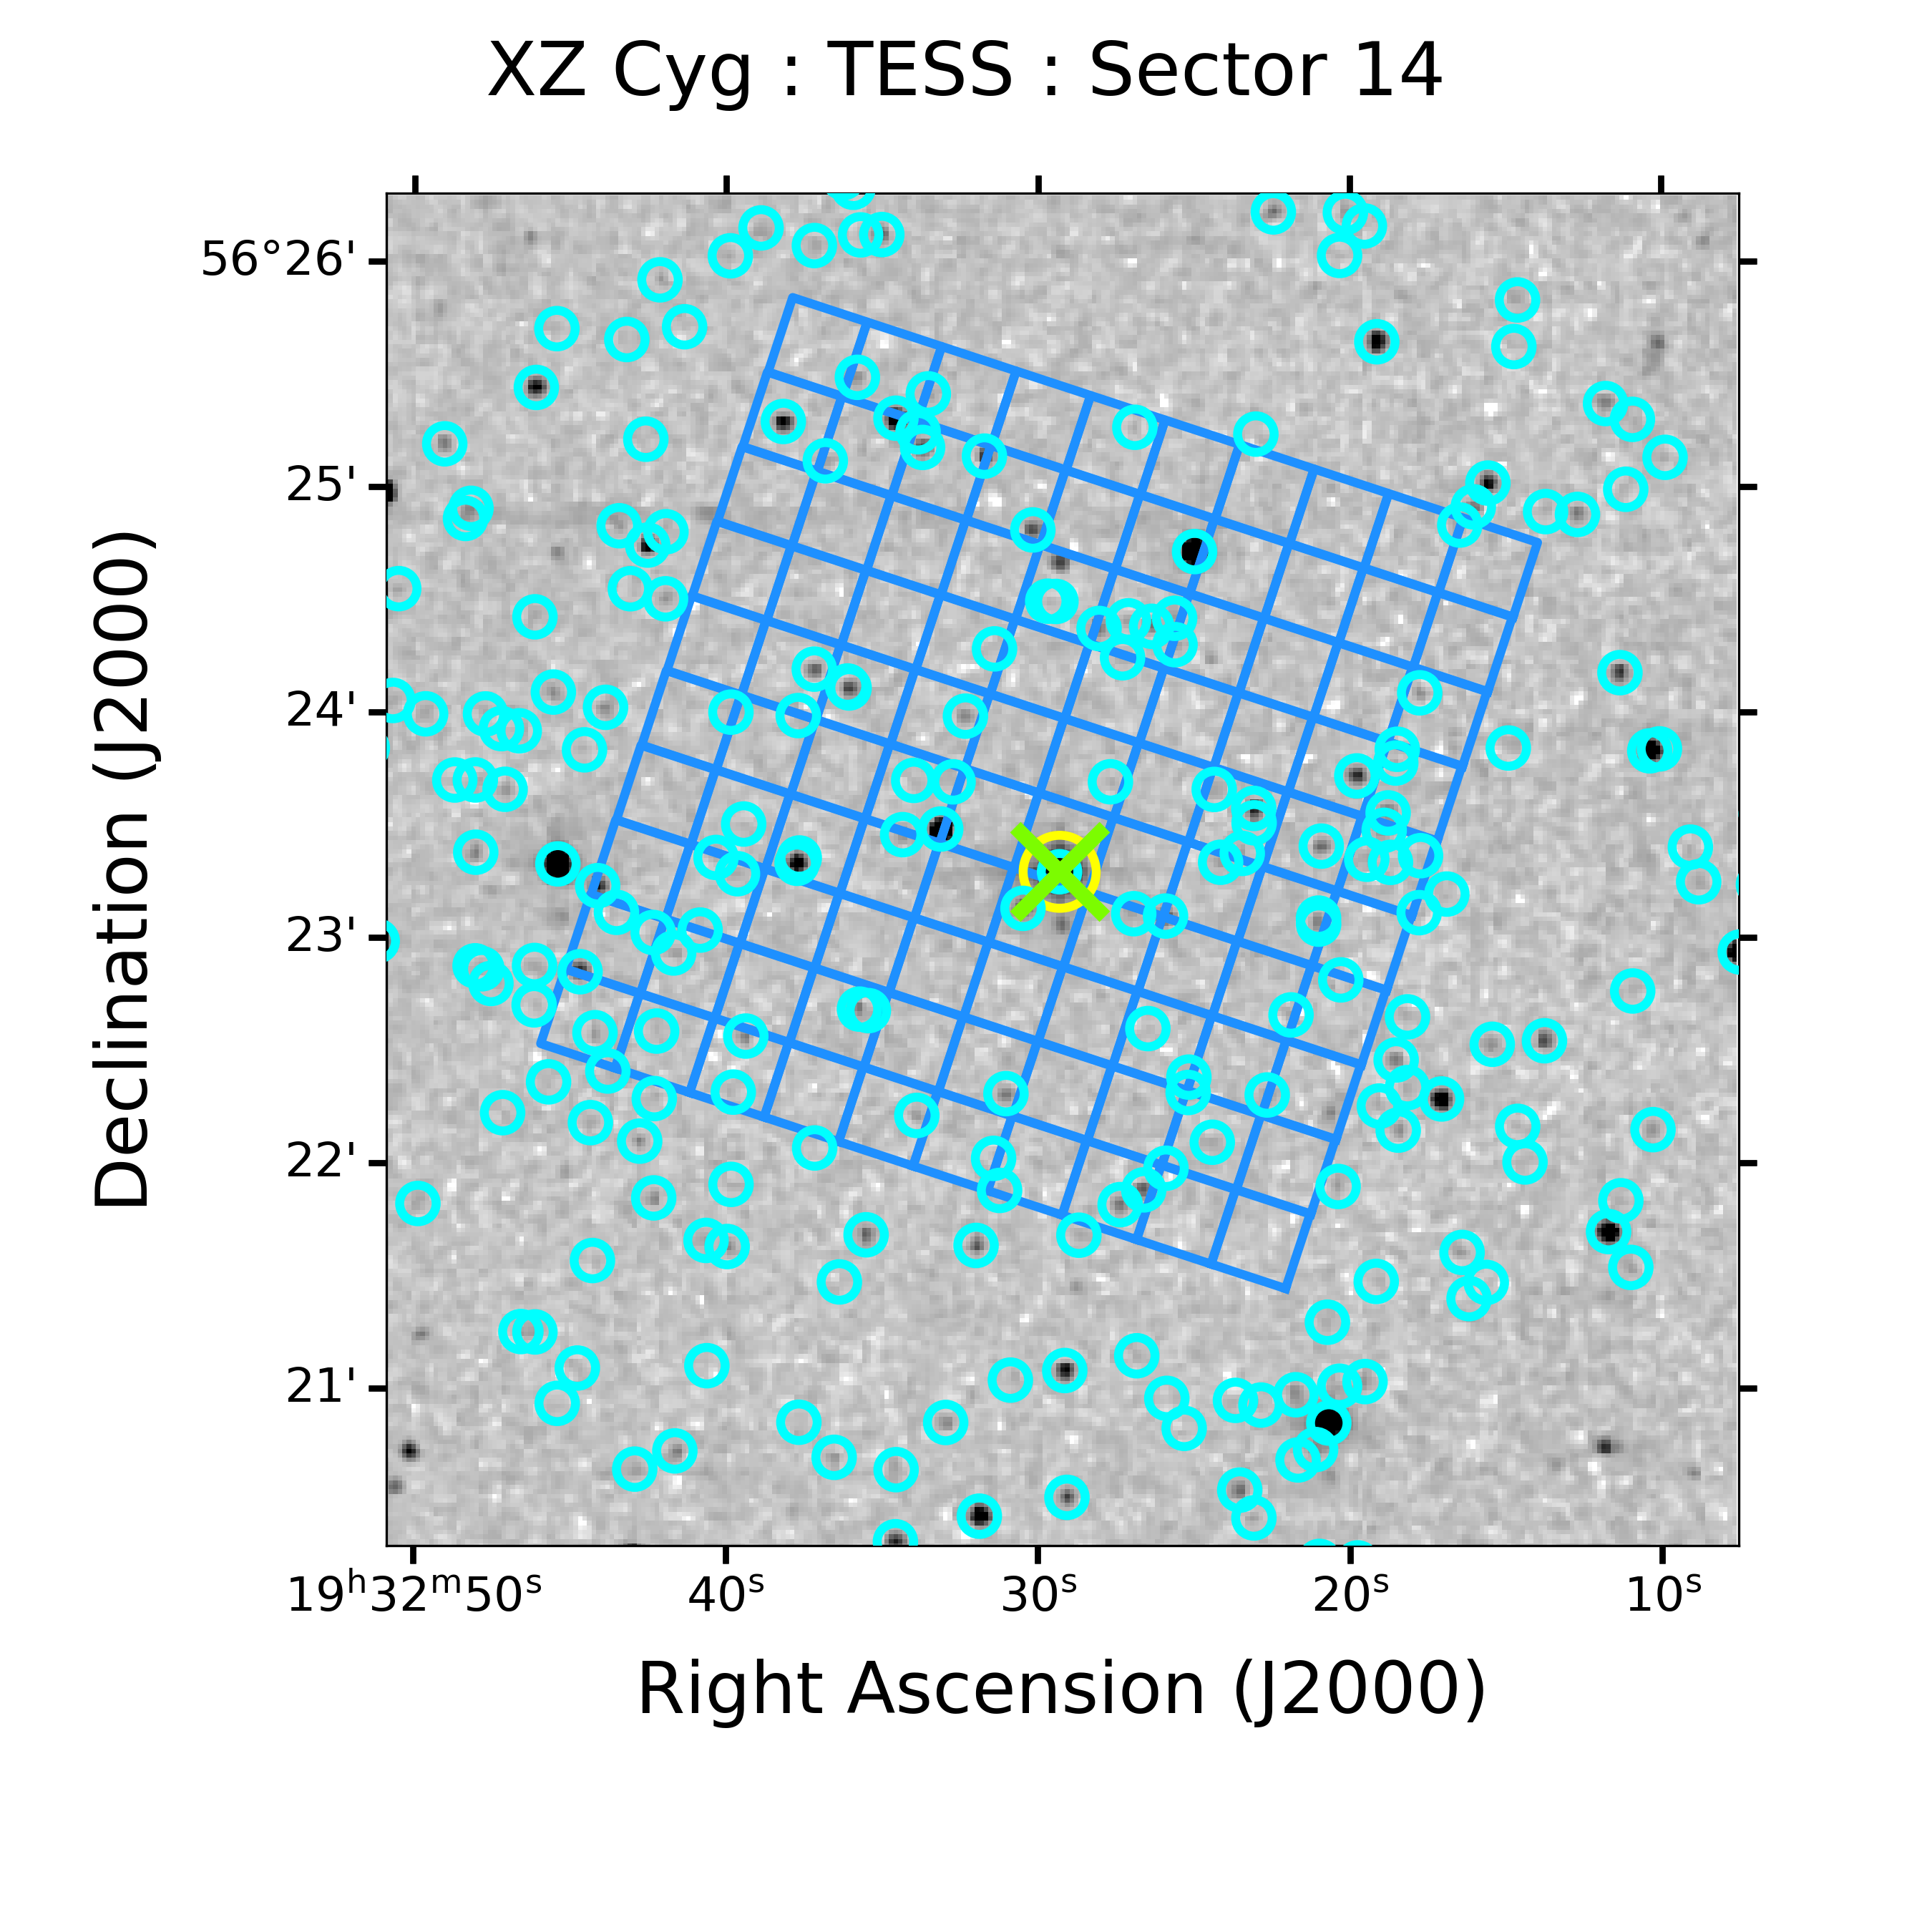 XZ Cyg : TESS : Sector 14
56°26'
25'
24'
23'
22'
21'
Declination (J2000)
19ʰ32ᵐ50ˢ 40ˢ 30ˢ 20ˢ 10ˢ
Right Ascension (J2000)